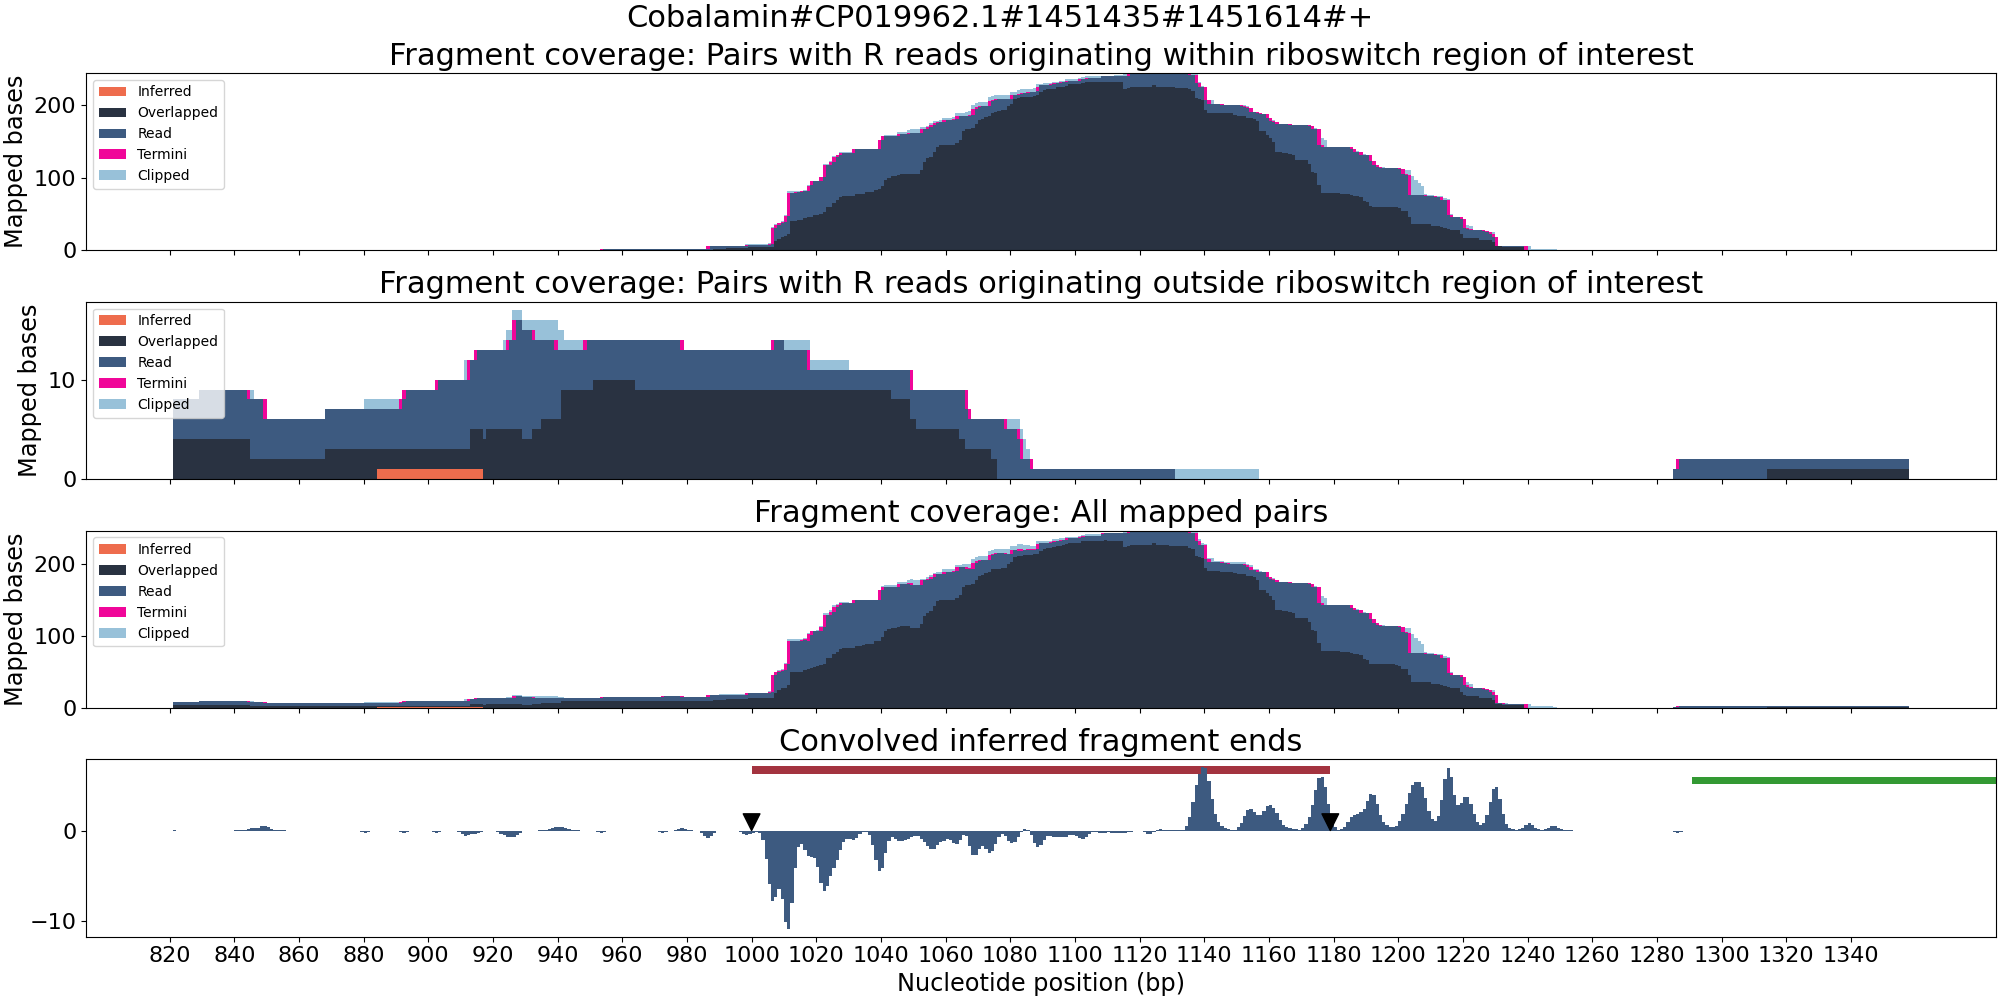 Cobalamin#CP019962.1#1451435#1451614#+
Fragment coverage: Pairs with R reads originating within riboswitch region of interest
Mapped bases
200
100
0
Inferred
Overlapped
Read
Termini
Clipped
Fragment coverage: Pairs with R reads originating outside riboswitch region of interest
Mapped bases
10
0
Inferred
Overlapped
Read
Termini
Clipped
Fragment coverage: All mapped pairs
Mapped bases
200
100
0
Inferred
Overlapped
Read
Termini
Clipped
Convolved inferred fragment ends
0
−10
820 840 860 880 900 920 940 960 980 1000 1020 1040 1060 1080 1100 1120 1140 1160 1180 1200 1220 1240 1260 1280 1300 1320 1340
Nucleotide position (bp)